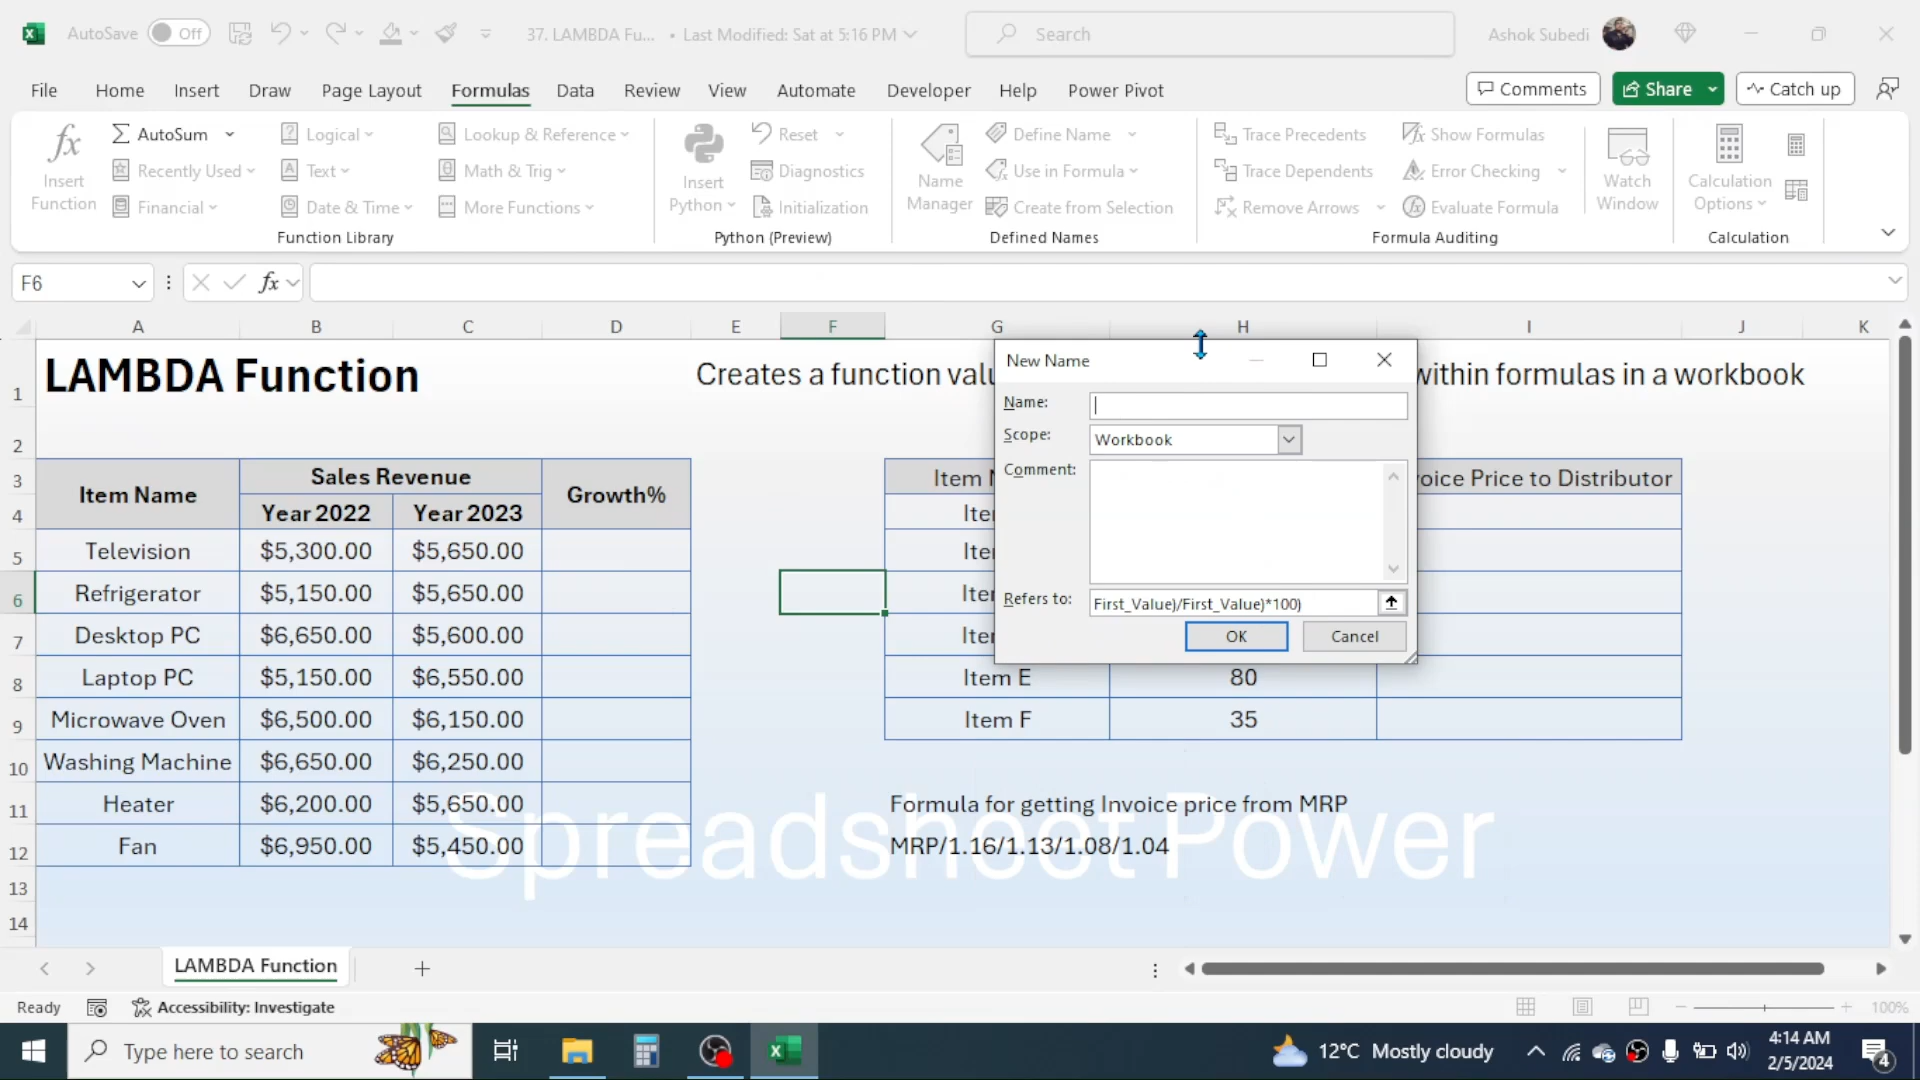 AutoSave Off 37. LAMBDA Fu... • Last Modified: Sat at 5:16 PM Search Ashok Subedi
File Home Insert Draw Page Layout Formulas Data Review View Automate Developer Help Power Pivot Comments Share Catch up
AutoSum Logical Lookup & Reference Reset Define Name Trace Precedents Show Formulas
Insert Function Recently Used Text Math & Trig Insert Python Diagnostics Name Manager Use in Formula Trace Dependents Error Checking Watch Window Calculation Options
Financial Date & Time More Functions Initialization Create from Selection Remove Arrows Evaluate Formula
Function Library Python (Preview) Defined Names Formula Auditing Calculation
F6 fx
A B C D E F G H I J K
1 LAMBDA Function Creates a function valu within formulas in a workbook
New Name
Name:
Scope: Workbook
Comment:
Refers to: First_Value)/First_Value)*100)
OK Cancel
2
3 Item Name Sales Revenue Growth% Item N voice Price to Distributor
4 Year 2022 Year 2023 Ite
5 Television $5,300.00 $5,650.00 Ite
6 Refrigerator $5,150.00 $5,650.00 Ite
7 Desktop PC $6,650.00 $5,600.00 Ite
8 Laptop PC $5,150.00 $6,550.00 Item E 80
9 Microwave Oven $6,500.00 $6,150.00 Item F 35
10 Washing Machine $6,650.00 $6,250.00
11 Heater $6,200.00 $5,650.00 Formula for getting Invoice price from MRP
12 Fan $6,950.00 $5,450.00 MRP/1.16/1.13/1.08/1.04
Spreadsheet Power
13
14
LAMBDA Function
Ready Accessibility: Investigate 100%
Type here to search 12°C Mostly cloudy 4:14 AM
2/5/2024 4